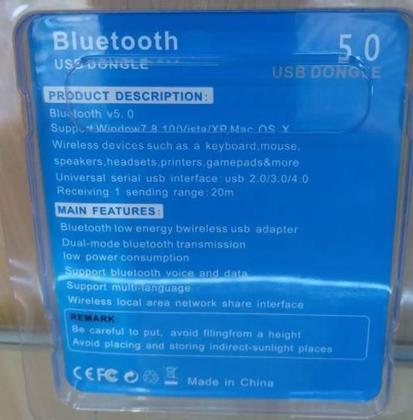 Bluetooth
5.0
USB DONGLE
USB DONGLE
PRODUCT DESCRIPTION:
Bluetooth v5.0
Support Window7.8.10/Vista/XP,Mac OS X
Wireless devices such as a keyboard,mouse,
speakers,headsets,printers,gamepads&more
Universal serial usb interface: usb 2.0/3.0/4.0
Receiving 1 sending range:20m
MAIN FEATURES:
Bluetooth low energy bwireless usb adapter
Dual-mode bluetooth transmission
low power consumption
Support bluetooth voice and data
Support multi-language
Wireless local area network share interface
REMARK
Be careful to put, avoid fllingfrom a height
Avoid placing and storing indirect-sunlight places
CE FC Made in China